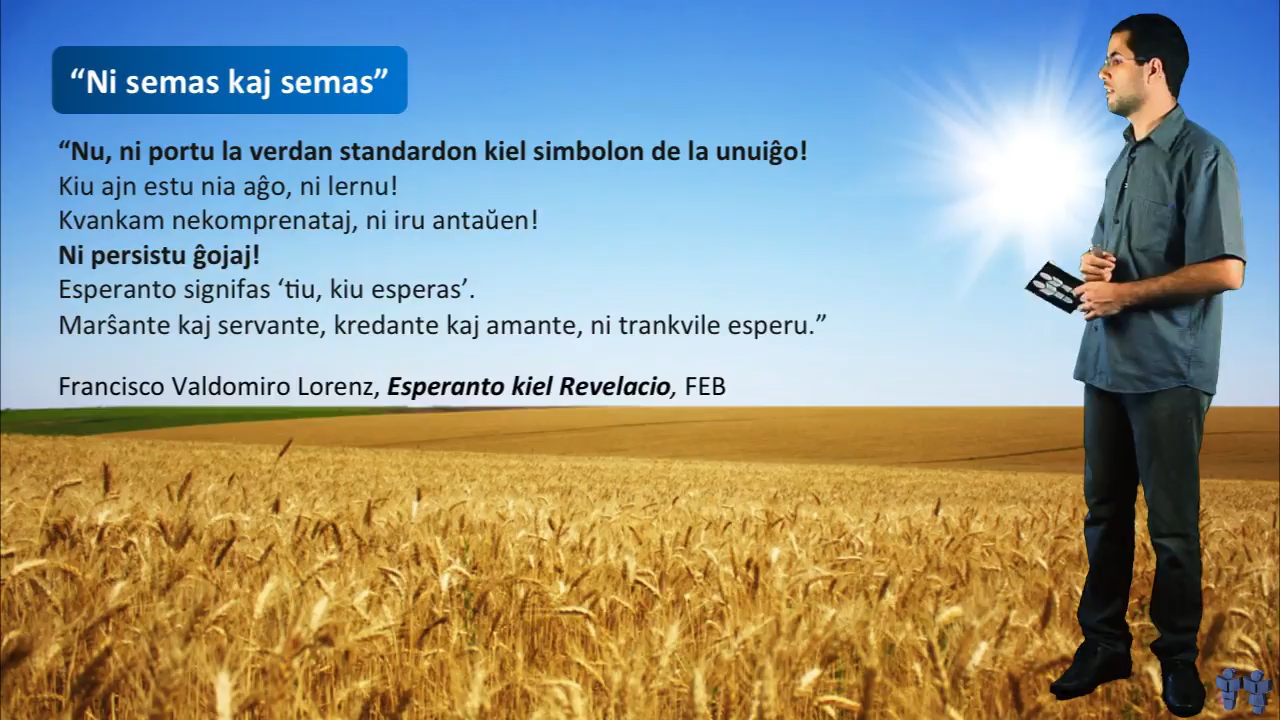 “Ni semas kaj semas”
“Nu, ni portu la verdan standardon kiel simbolon de la unuiĝo!
Kiu ajn estu nia aĝo, ni lernu!
Kvankam nekomprenataj, ni iru antaŭen!
Ni persistu ĝojaj!
Esperanto signifas ‘tiu, kiu esperas’.
Marŝante kaj servante, kredante kaj amante, ni trankvile esperu.”
Francisco Valdomiro Lorenz, Esperanto kiel Revelacio, FEB